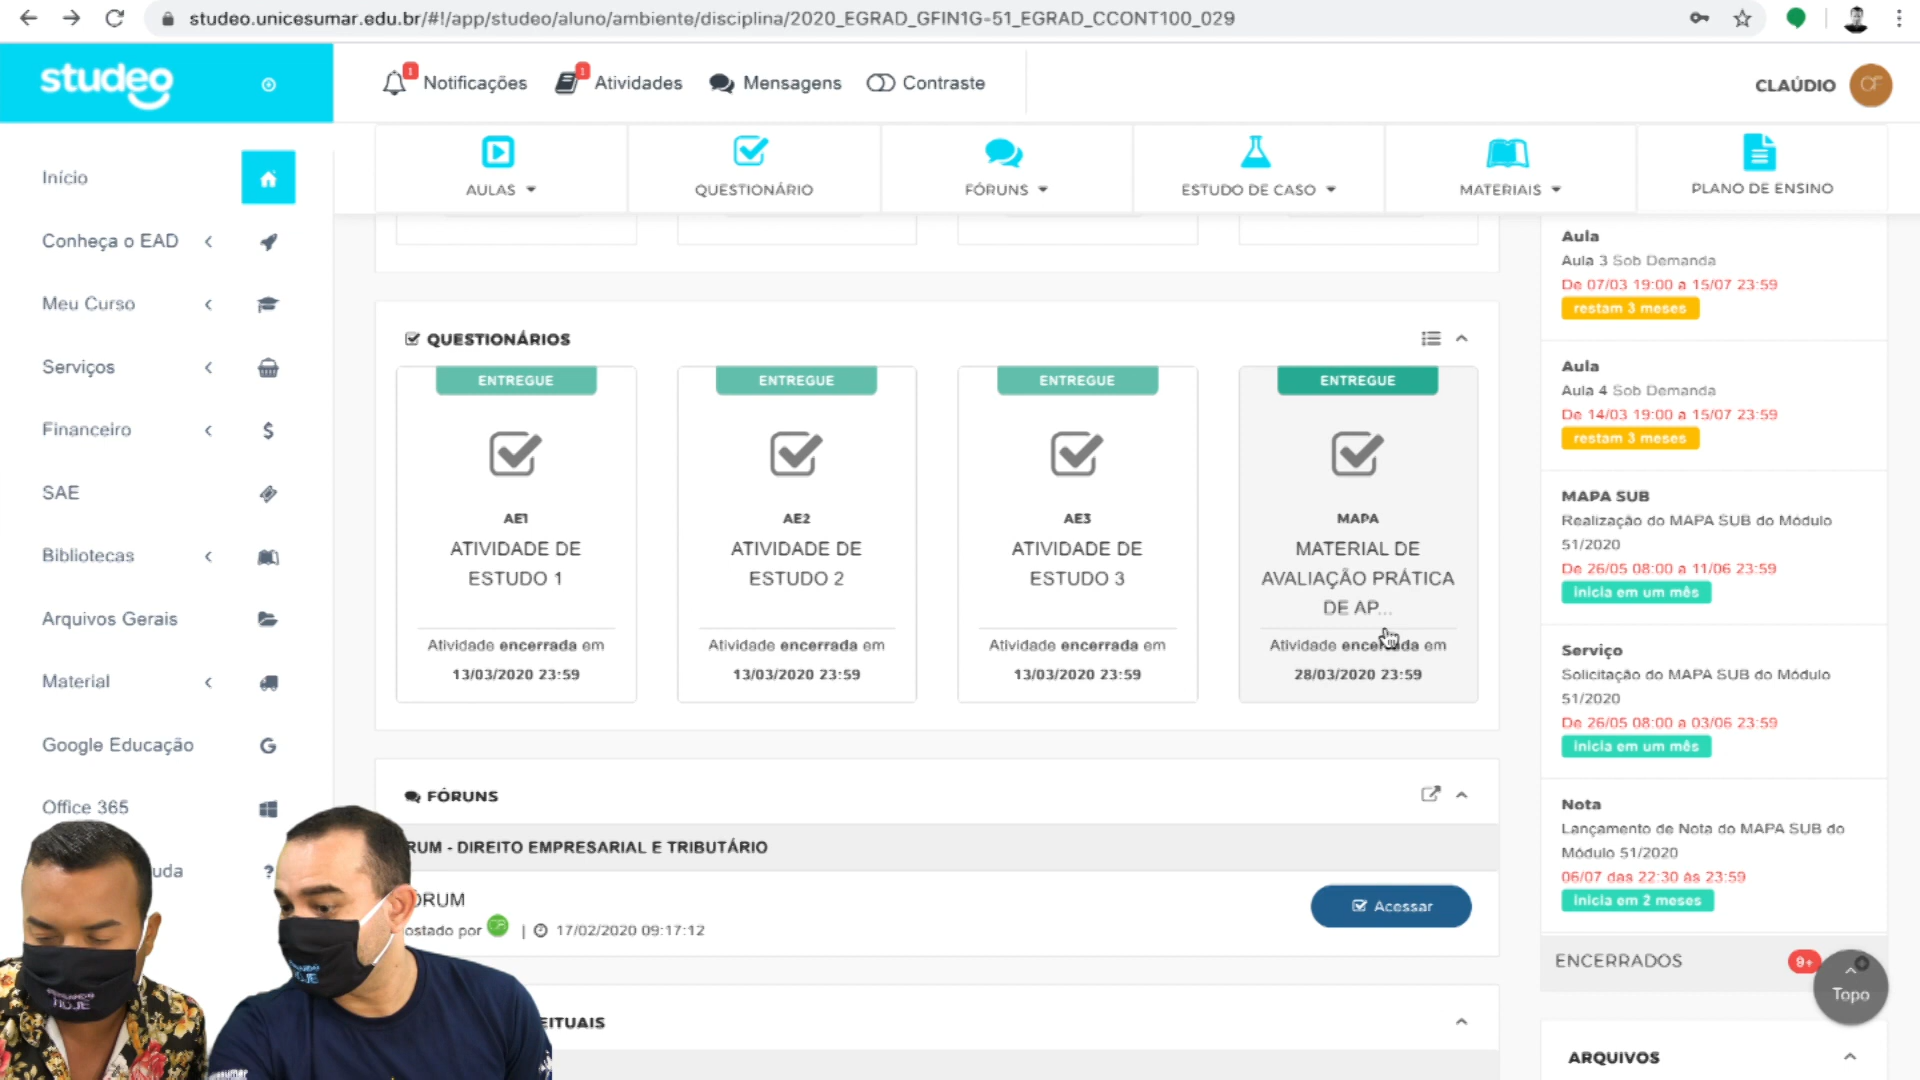 studeo.unicesumar.edu.br/#!/app/studeo/aluno/ambiente/disciplina/2020_EGRAD_GFIN1G-51_EGRAD_CCONT100_029
studeo
1 Notificações
1 Atividades
Mensagens
Contraste
CLAÚDIO
CF
AULAS
QUESTIONÁRIO
FÓRUNS
ESTUDO DE CASO
MATERIAIS
PLANO DE ENSINO
Início
Conheça o EAD
Meu Curso
Serviços
Financeiro
SAE
Bibliotecas
Arquivos Gerais
Material
Google Educação
Office 365
uda
QUESTIONÁRIOS
ENTREGUE
AE1
ATIVIDADE DE
ESTUDO 1
Atividade encerrada em
13/03/2020 23:59
ENTREGUE
AE2
ATIVIDADE DE
ESTUDO 2
Atividade encerrada em
13/03/2020 23:59
ENTREGUE
AE3
ATIVIDADE DE
ESTUDO 3
Atividade encerrada em
13/03/2020 23:59
ENTREGUE
MAPA
MATERIAL DE
AVALIAÇÃO PRÁTICA
DE AP...
Atividade encerrada em
28/03/2020 23:59
FÓRUNS
RUM - DIREITO EMPRESARIAL E TRIBUTÁRIO
ÓRUM
ostado por | 17/02/2020 09:17:12
Acessar
EITUAIS
Aula
Aula 3 Sob Demanda
De 07/03 19:00 a 15/07 23:59
restam 3 meses
Aula
Aula 4 Sob Demanda
De 14/03 19:00 a 15/07 23:59
restam 3 meses
MAPA SUB
Realização do MAPA SUB do Módulo
51/2020
De 26/05 08:00 a 11/06 23:59
Inicia em um mês
Serviço
Solicitação do MAPA SUB do Módulo
51/2020
De 26/05 08:00 a 03/06 23:59
Inicia em um mês
Nota
Lançamento de Nota do MAPA SUB do
Módulo 51/2020
06/07 das 22:30 às 23:59
Inicia em 2 meses
ENCERRADOS
9+
Topo
ARQUIVOS
HOJE